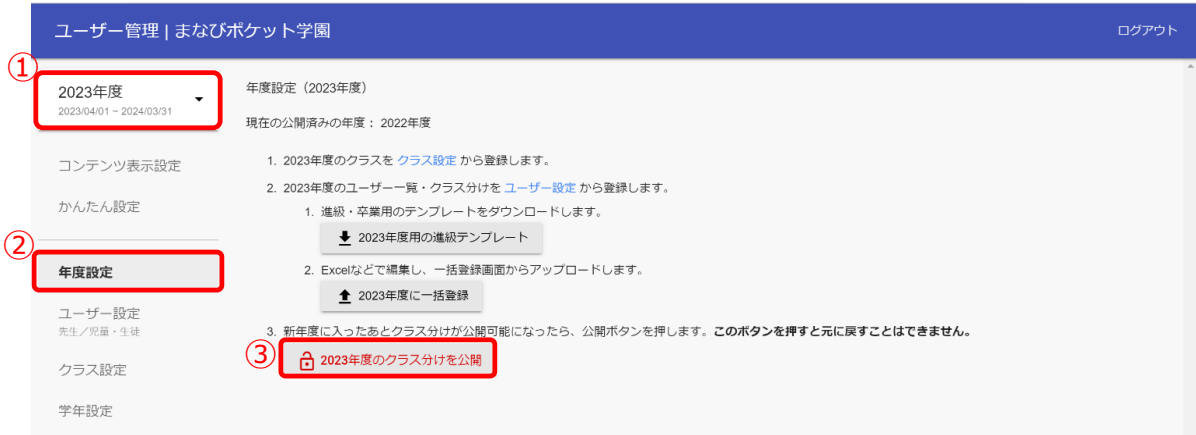 ユーザー管理 | まなびポケット学園
ログアウト
①
2023年度
2023/04/01 ~ 2024/03/31
コンテンツ表示設定
かんたん設定
②
年度設定
ユーザー設定
先生／児童・生徒
クラス設定
学年設定
年度設定（2023年度）
現在の公開済みの年度： 2022年度
1. 2023年度のクラスを クラス設定 から登録します。
2. 2023年度のユーザー一覧・クラス分けを ユーザー設定 から登録します。
1. 進級・卒業用のテンプレートをダウンロードします。
2023年度用の進級テンプレート
2. Excelなどで編集し、一括登録画面からアップロードします。
2023年度に一括登録
3. 新年度に入ったあとクラス分けが公開可能になったら、公開ボタンを押します。このボタンを押すと元に戻すことはできません。
③
2023年度のクラス分けを公開